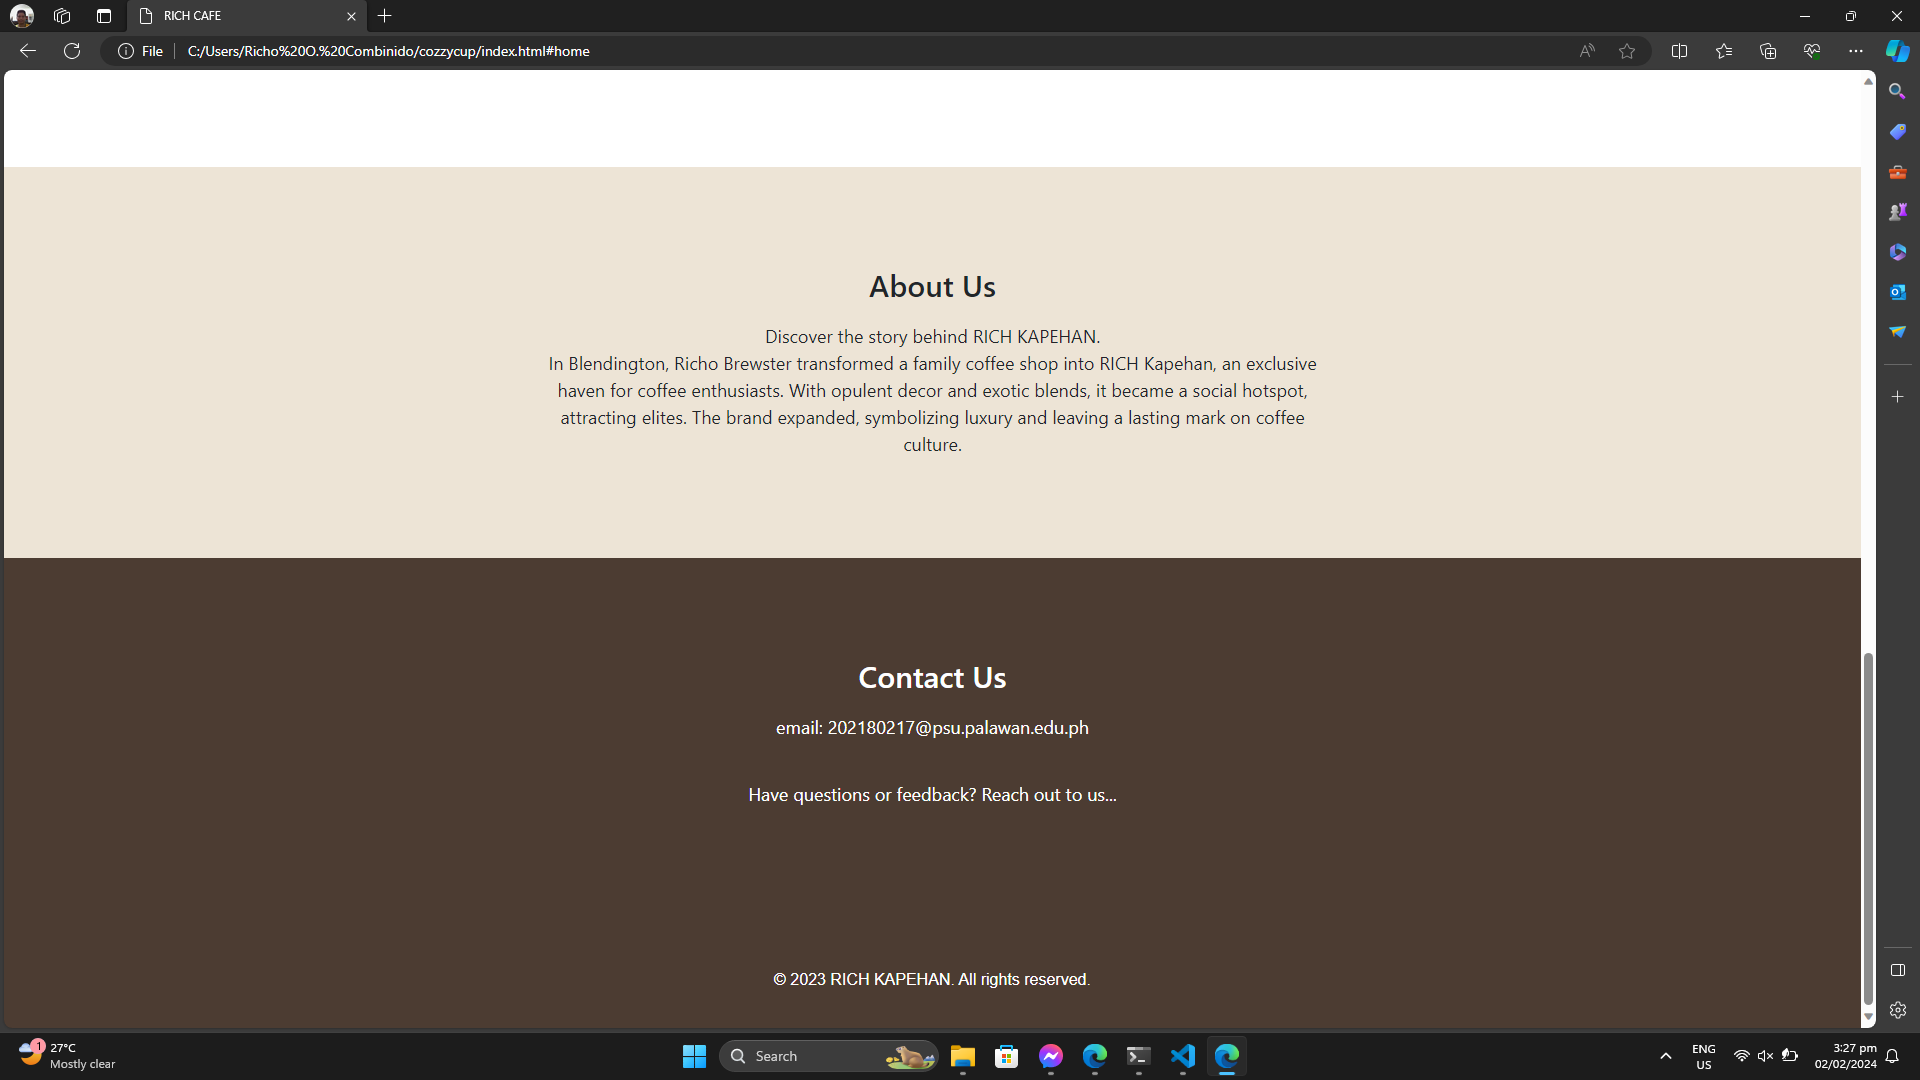 RICH CAFE
File
C:/Users/Richo%20O.%20Combinido/cozzycup/index.html#home
About Us
Discover the story behind RICH KAPEHAN.
In Blendington, Richo Brewster transformed a family coffee shop into RICH Kapehan, an exclusive
haven for coffee enthusiasts. With opulent decor and exotic blends, it became a social hotspot,
attracting elites. The brand expanded, symbolizing luxury and leaving a lasting mark on coffee
culture.
Contact Us
email: 202180217@psu.palawan.edu.ph
Have questions or feedback? Reach out to us...
© 2023 RICH KAPEHAN. All rights reserved.
1
27°C
Mostly clear
Search
ENG
US
3:27 pm
02/02/2024